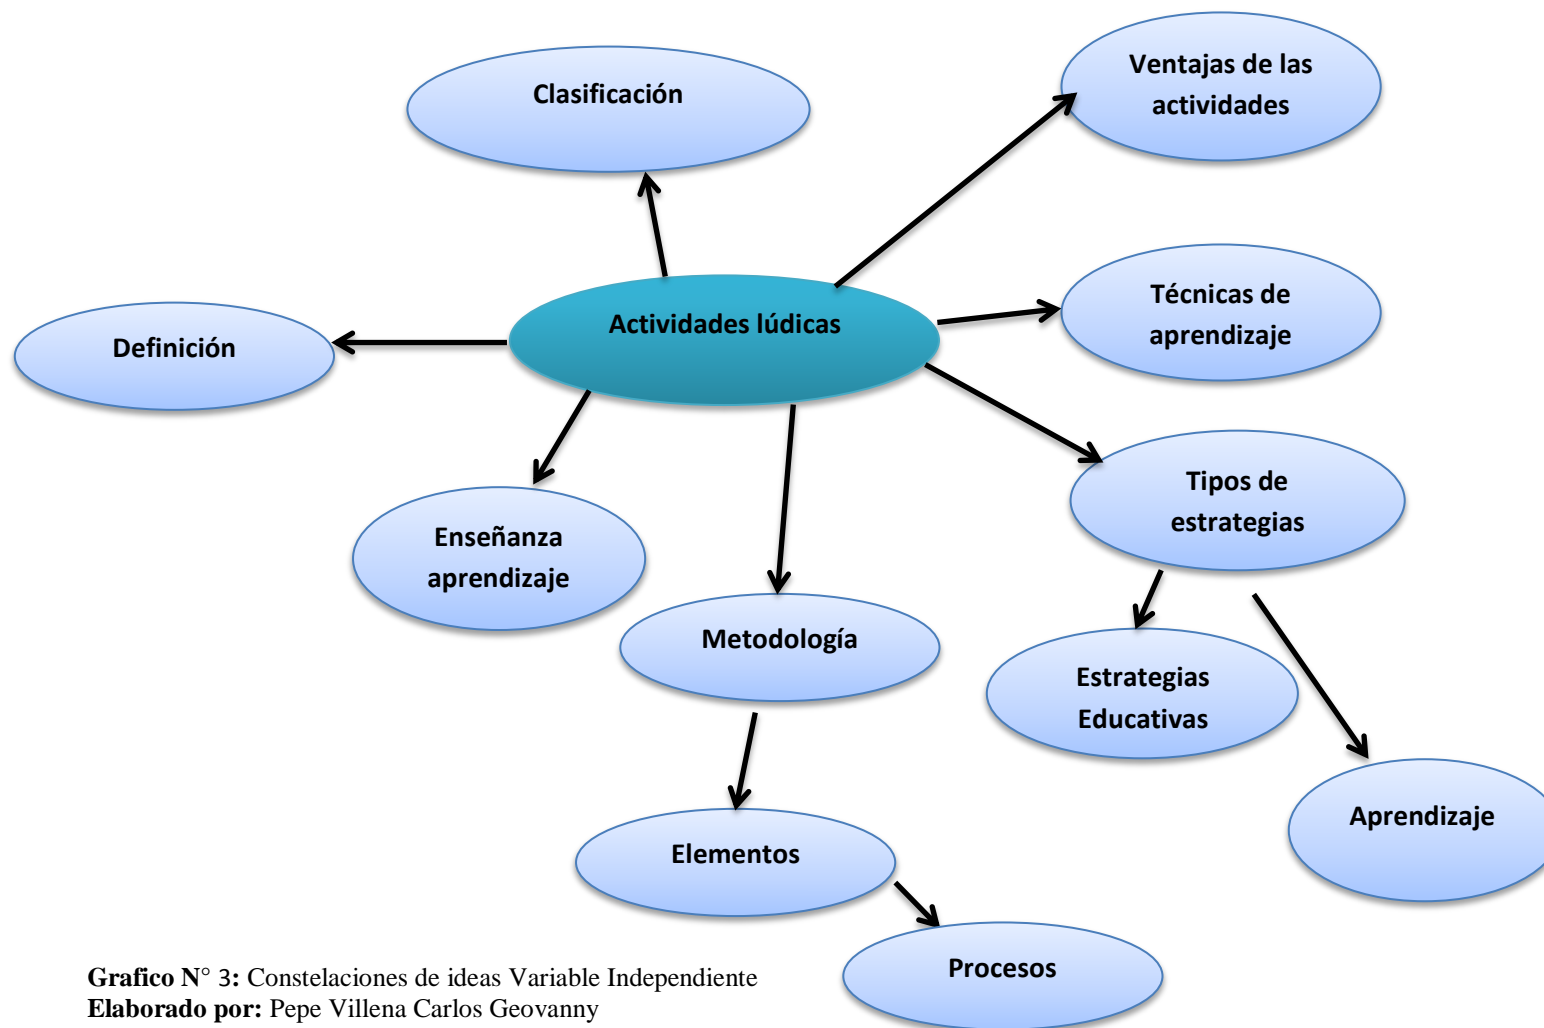 Clasificación
Ventajas de las
actividades
Actividades lúdicas
Técnicas de
aprendizaje
Definición
Tipos de
estrategias
Enseñanza
aprendizaje
Metodología
Estrategias
Educativas
Aprendizaje
Elementos
Procesos
Grafico N° 3: Constelaciones de ideas Variable Independiente
Elaborado por: Pepe Villena Carlos Geovanny